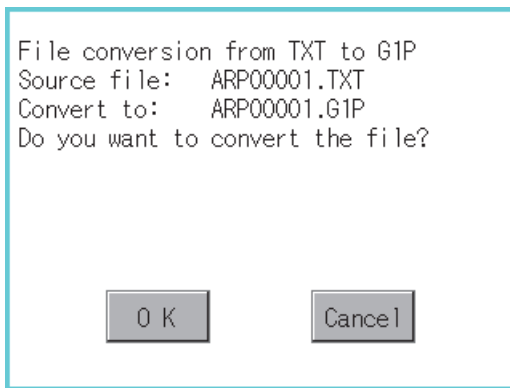 File conversion from TXT to G1P
Source file: ARP00001.TXT
Convert to: ARP00001.G1P
Do you want to convert the file?
O K
Cancel